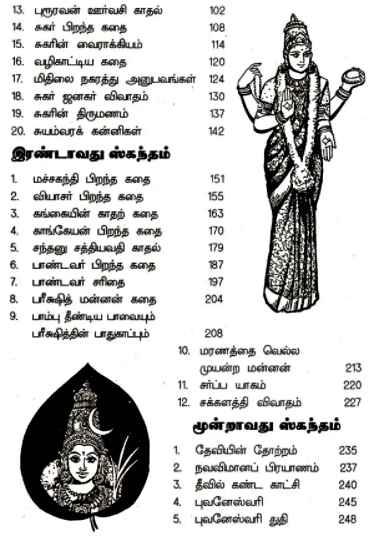 13. புரூரவன் ஊர்வசி காதல் 102
14. சுகர் பிறந்த கதை 108
15. சுகரின் வைராக்கியம் 114
16. வழிகாட்டிய கதை 120
17. மிதிலை நகரத்து அனுபவங்கள் 124
18. சுகர் ஜனகர் விவாதம் 130
19. சுகரின் திருமணம் 137
20. சுயம்வரக் கன்னிகள் 142
இரண்டாவது ஸ்கந்தம்
1. மச்சகந்தி பிறந்த கதை 151
2. வியாசர் பிறந்த கதை 155
3. கங்கையின் காதற் கதை 163
4. காங்கேயன் பிறந்த கதை 170
5. சந்தனு சத்தியவதி காதல் 179
6. பாண்டவர் பிறந்த கதை 187
7. பாண்டவர் சரிதை 197
8. பரீக்ஷித் மன்னன் கதை 204
9. பாம்பு தீண்டிய பாவையும்
பரீக்ஷித்தின் பாதுகாப்பும் 208
10. மரணத்தை வெல்ல
முயன்ற மன்னன் 213
11. சர்ப்ப யாகம் 220
12. சக்களத்தி விவாதம் 227
மூன்றாவது ஸ்கந்தம்
1. தேவியின் தோற்றம் 235
2. நவவிமானப் பிரயாணம் 237
3. தீவில் கண்ட காட்சி 240
4. புவனேஸ்வரி 245
5. புவனேஸ்வரி துதி 248